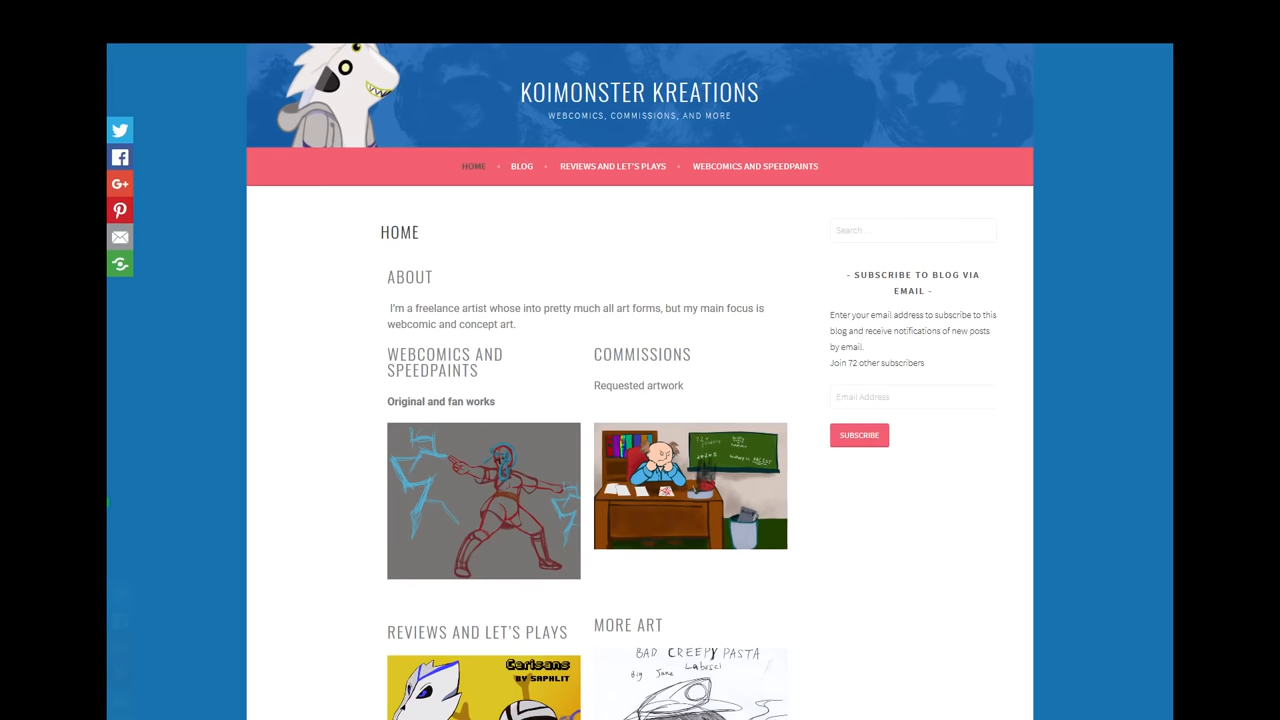 KOIMONSTER KREATIONS
WEBCOMICS, COMMISSIONS, AND MORE
HOME
BLOG
REVIEWS AND LET'S PLAYS
WEBCOMICS AND SPEEDPAINTS
HOME
ABOUT
I'm a freelance artist whose into pretty much all art forms, but my main focus is
webcomic and concept art.
WEBCOMICS AND
SPEEDPAINTS
Original and fan works
COMMISSIONS
Requested artwork
REVIEWS AND LET'S PLAYS
Cerisans
BY SAPHLIT
MORE ART
BAD CREEPY PASTA
Big Jane Labesci
Search …
- SUBSCRIBE TO BLOG VIA
EMAIL -
Enter your email address to subscribe to this
blog and receive notifications of new posts
by email.
Join 72 other subscribers
Email Address
SUBSCRIBE